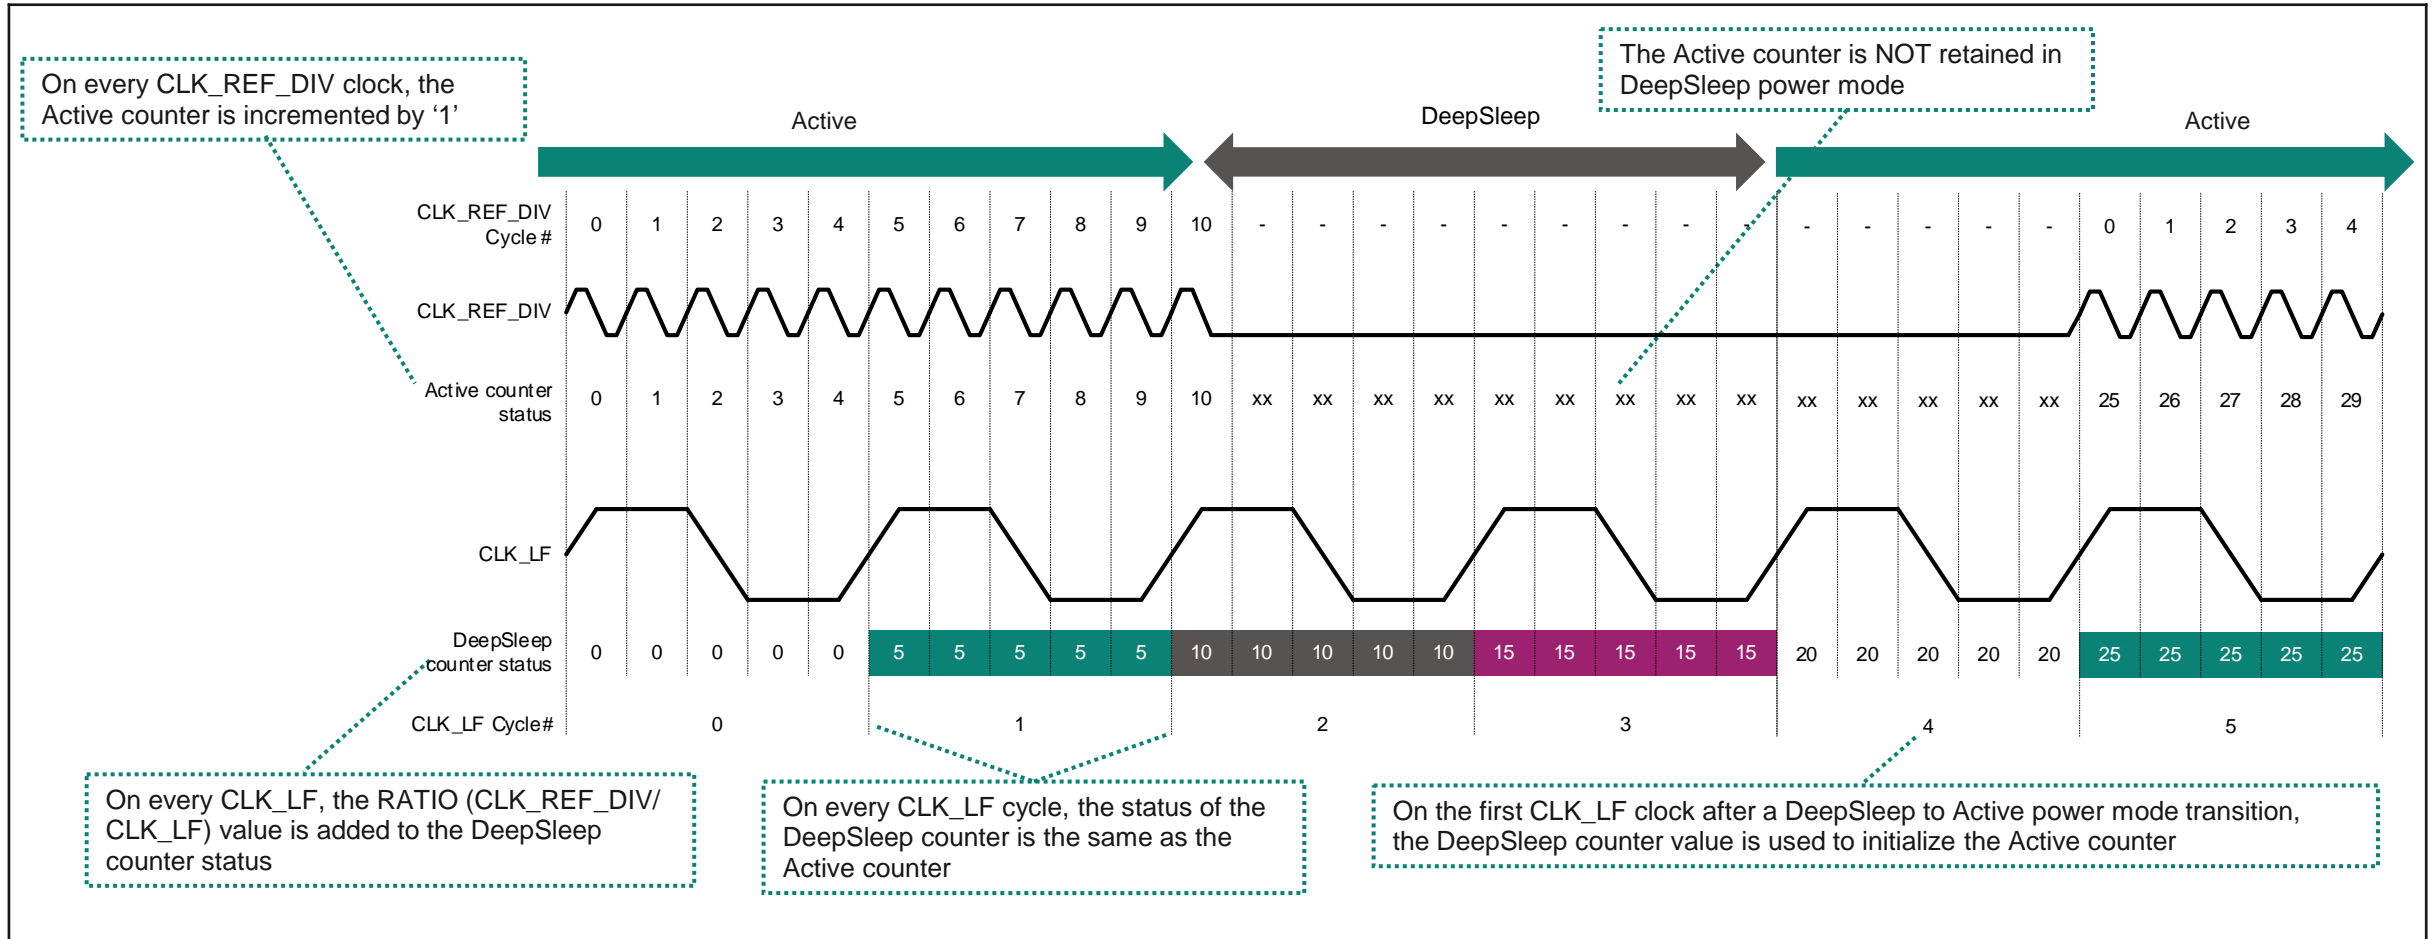 The Active counter is NOT retained in
DeepSleep power mode
On every CLK_REF_DIV clock, the
Active counter is incremented by ‘1’
Active
DeepSleep
Active
CLK_REF_DIV
Cycle #
0 1 2 3 4 5 6 7 8 9 10 - - - - - - - - - - - - - - 0 1 2 3 4
CLK_REF_DIV
Active counter
status
0 1 2 3 4 5 6 7 8 9 10 xx xx xx xx xx xx xx xx xx xx xx xx xx xx 25 26 27 28 29
CLK_LF
DeepSleep
counter status
0 0 0 0 0 5 5 5 5 5 10 10 10 10 10 15 15 15 15 15 20 20 20 20 20 25 25 25 25 25
CLK_LF Cycle#
0 1 2 3 4 5
On every CLK_LF, the RATIO (CLK_REF_DIV/
CLK_LF) value is added to the DeepSleep
counter status
On every CLK_LF cycle, the status of the
DeepSleep counter is the same as the
Active counter
On the first CLK_LF clock after a DeepSleep to Active power mode transition,
the DeepSleep counter value is used to initialize the Active counter